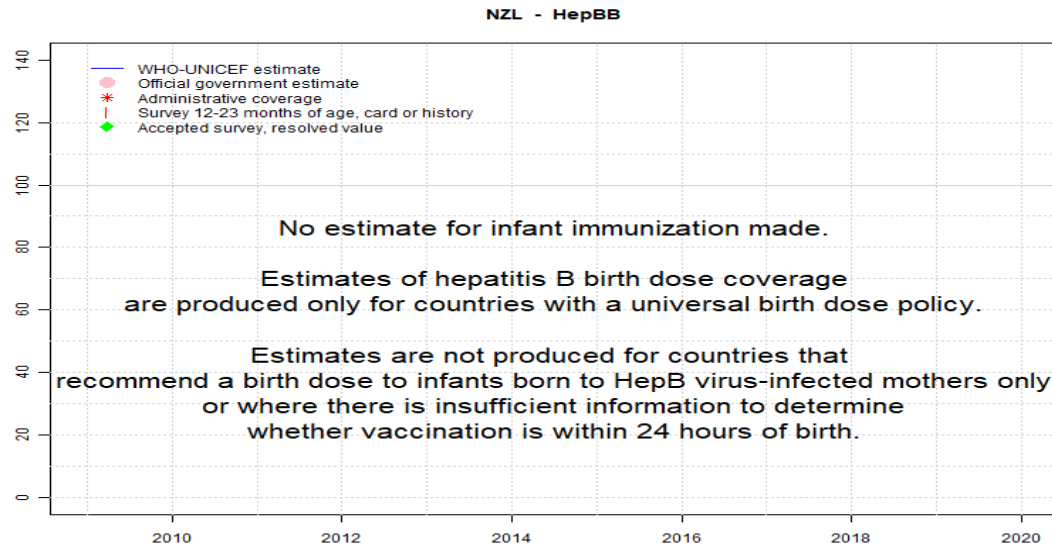 NZL - HepBB
WHO-UNICEF estimate
Official government estimate
Administrative coverage
Survey 12-23 months of age, card or history
Accepted survey, resolved value
140
120
100
80
60
40
20
0
No estimate for infant immunization made.
Estimates of hepatitis B birth dose coverage
are produced only for countries with a universal birth dose policy.
Estimates are not produced for countries that
recommend a birth dose to infants born to HepB virus-infected mothers only
or where there is insufficient information to determine
whether vaccination is within 24 hours of birth.
2010 2012 2014 2016 2018 2020